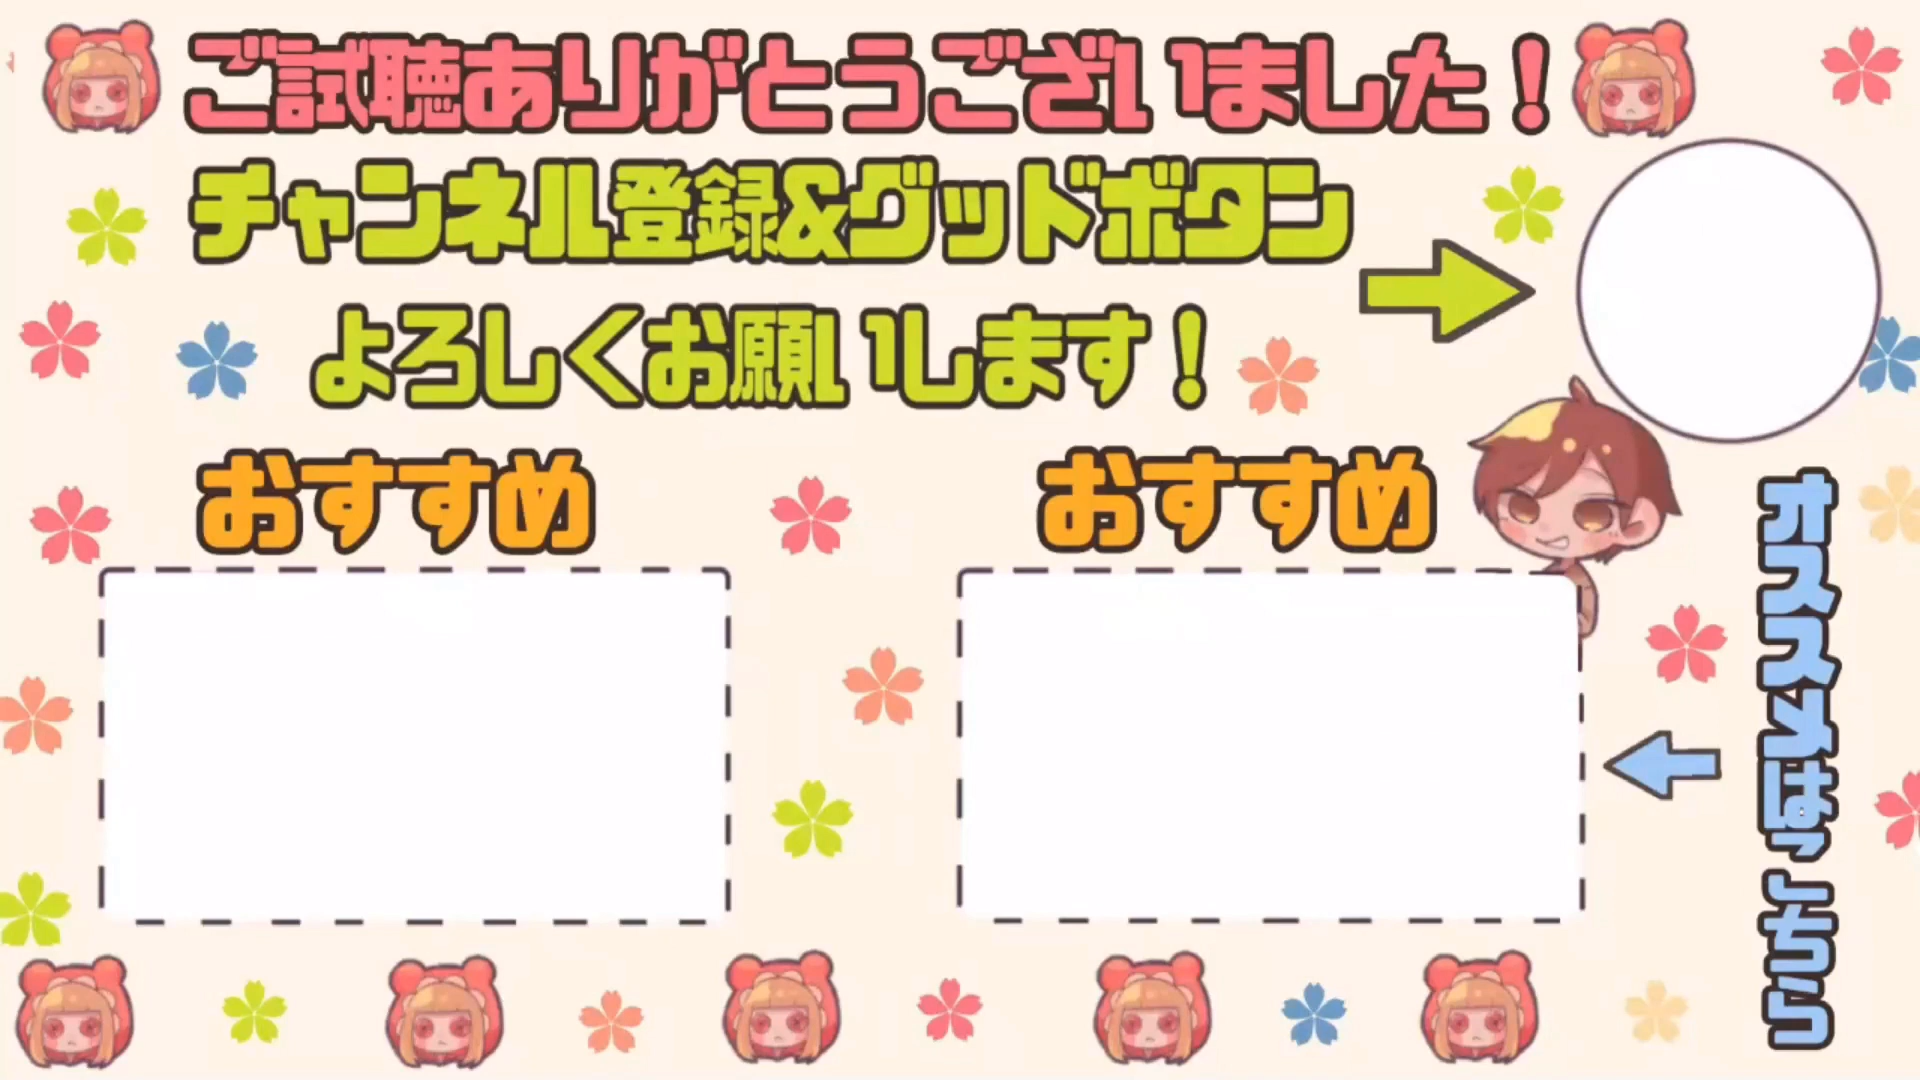 ご試聴ありがとうございました！
チャンネル登録&グッドボタン
よろしくお願いします！
おすすめ
おすすめ
オススメはこちら